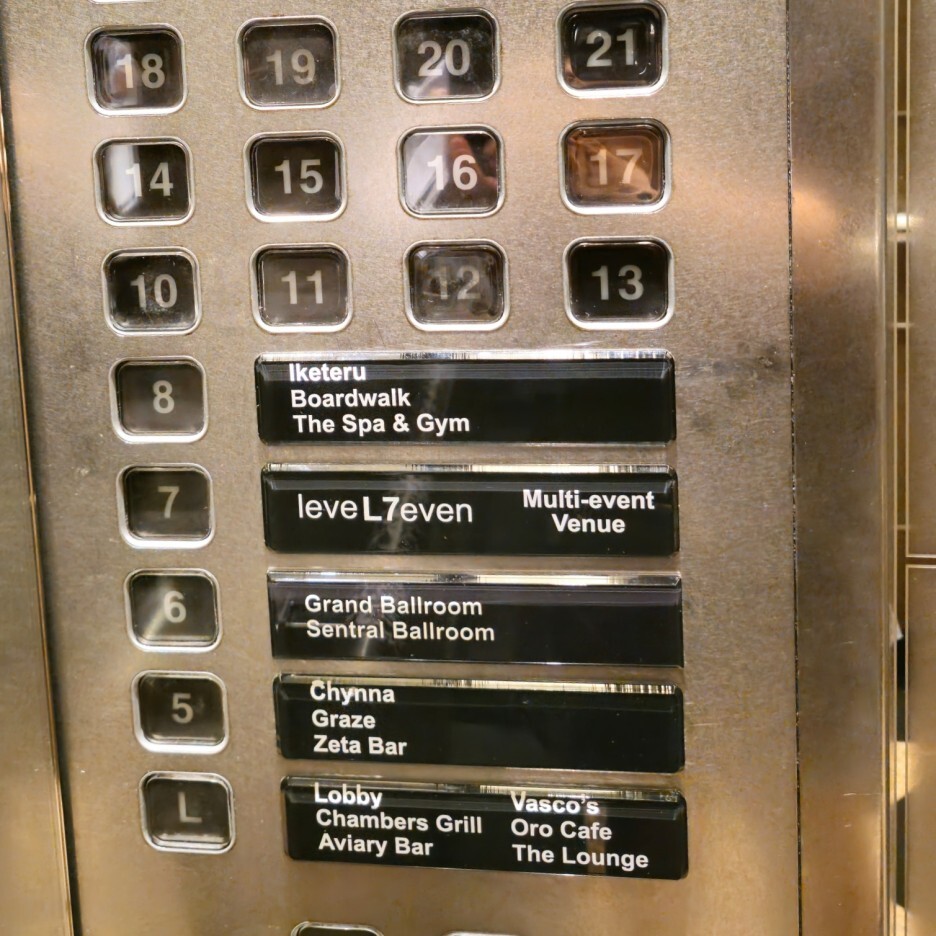 18 19 20 21
14 15 16 17
10 11 12 13
8
Iketeru
Boardwalk
The Spa & Gym
7
leveL7even
Multi-event
Venue
6
Grand Ballroom
Sentral Ballroom
5
Chynna
Graze
Zeta Bar
L
Lobby
Chambers Grill
Aviary Bar
Vasco's
Oro Cafe
The Lounge